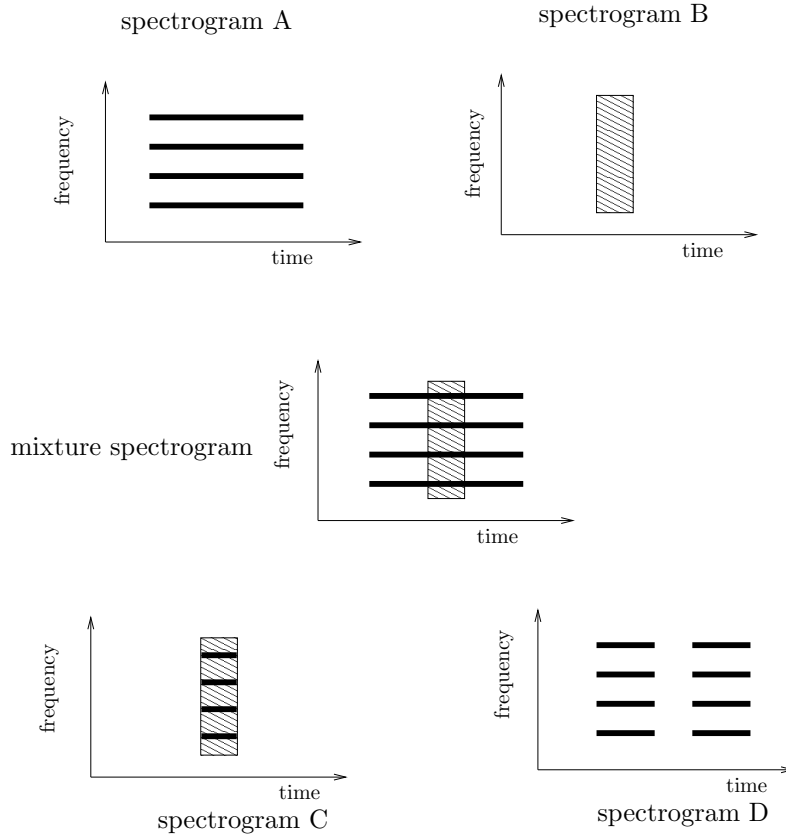 spectrogram A
spectrogram B
frequency
time
frequency
time
mixture spectrogram
frequency
time
frequency
time
spectrogram C
frequency
time
spectrogram D